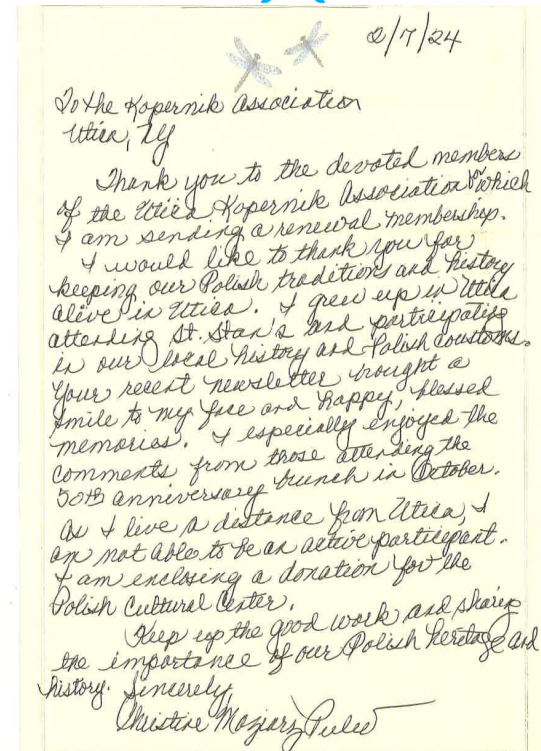 2/7/24
To the Kopernik Association
Utica, NY
Thank you to the devoted members
of the Utica Kopernik Association for which
I am sending a renewal membership.
I would like to thank you for
keeping our Polish traditions and history
alive in Utica. I grew up in Utica
attending St. Stan's and participating
in our local history and Polish customs.
Your recent newsletter brought a
smile to my face and happy, blessed
memories. I especially enjoyed the
comments from those attending the
50th anniversary brunch in October.
As I live a distance from Utica, I
am not able to be an active participant.
I am enclosing a donation for the
Polish Cultural Center.
Keep up the good work and sharing
the importance of our Polish heritage and
history. Sincerely,
Christine Maziarz